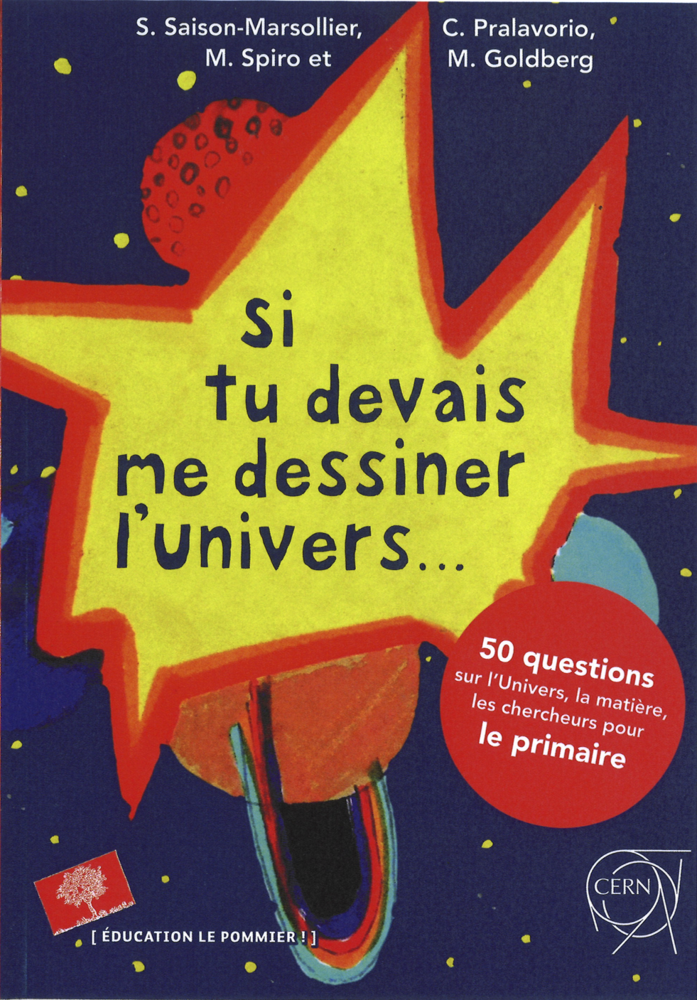 S. Saison-Marsollier, C. Pralavorio,
M. Spiro et M. Goldberg
si
tu devais
me dessiner
l'univers...
50 questions
sur l'Univers, la matière,
les chercheurs pour
le primaire
CERN
[ ÉDUCATION LE POMMIER ! ]